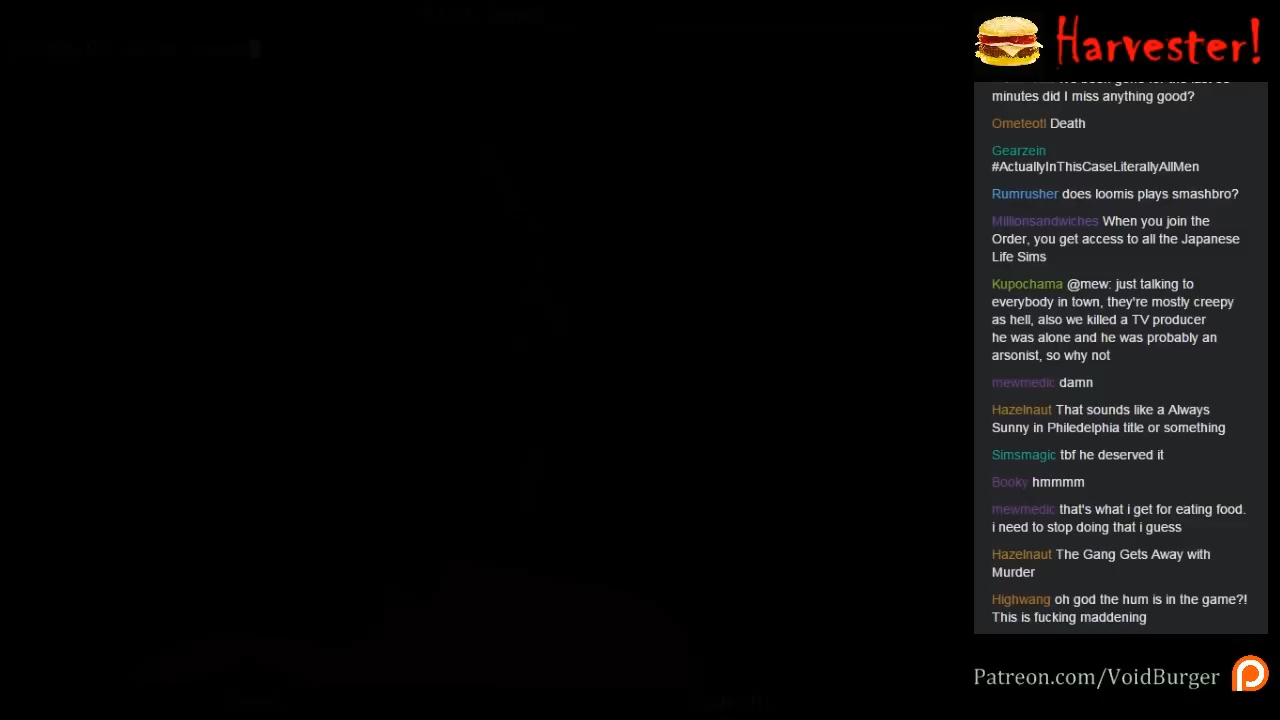 Harvester!
minutes did I miss anything good?
Ometeotl Death
Gearzein
#ActuallyInThisCaseLiterallyAllMen
Rumrusher does loomis plays smashbro?
Millionsandwiches When you join the
Order, you get access to all the Japanese
Life Sims
Kupochama @mew: just talking to
everybody in town, they're mostly creepy
as hell, also we killed a TV producer
he was alone and he was probably an
arsonist, so why not
mewmedic damn
Hazelnaut That sounds like a Always
Sunny in Philedelphia title or something
Simsmagic tbf he deserved it
Booky hmmmm
mewmedic that's what i get for eating food.
i need to stop doing that i guess
Hazelnaut The Gang Gets Away with
Murder
Highwang oh god the hum is in the game?!
This is fucking maddening
Patreon.com/VoidBurger